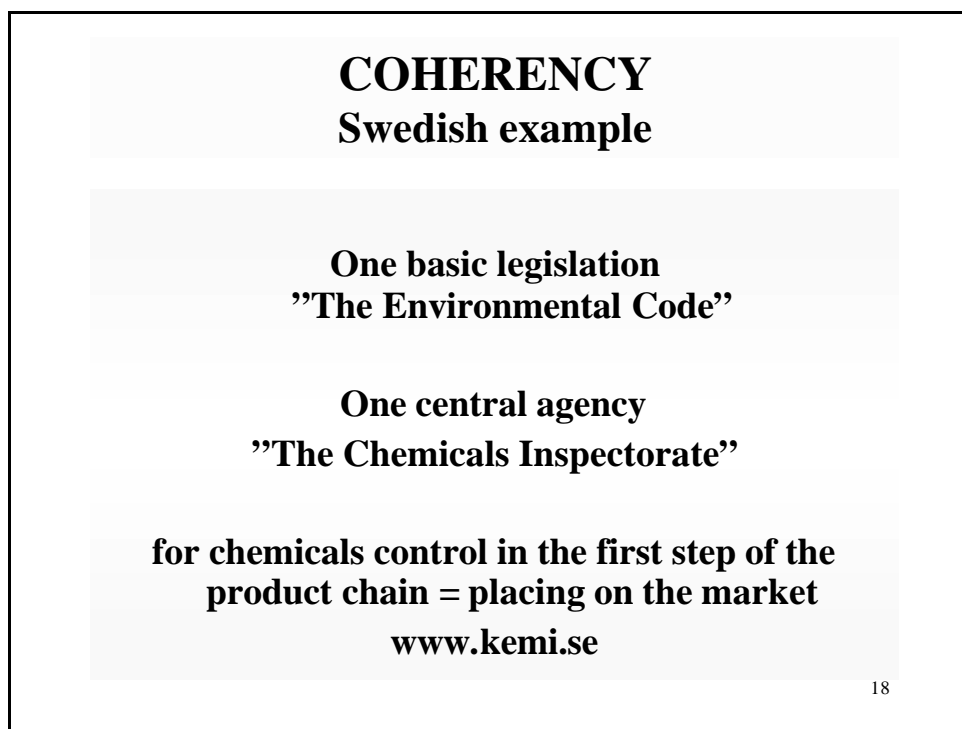 COHERENCY
Swedish example
One basic legislation
”The Environmental Code”
One central agency
”The Chemicals Inspectorate”
for chemicals control in the first step of the
product chain = placing on the market
www.kemi.se
18